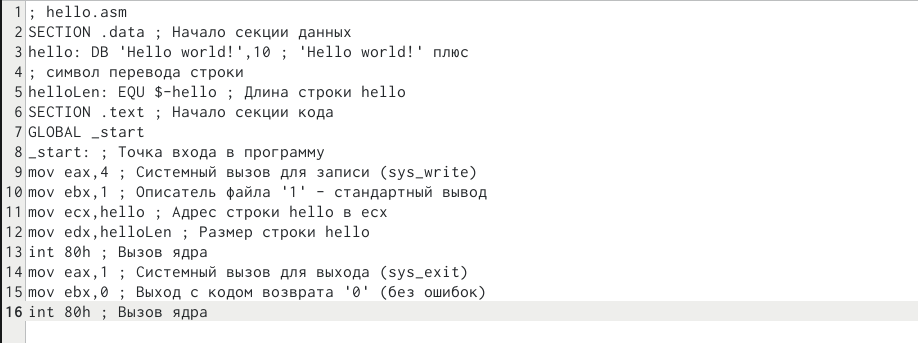 1 ; hello.asm
2 SECTION .data ; Начало секции данных
3 hello: DB 'Hello world!',10 ; 'Hello world!' плюс
4 ; символ перевода строки
5 helloLen: EQU $-hello ; Длина строки hello
6 SECTION .text ; Начало секции кода
7 GLOBAL _start
8 _start: ; Точка входа в программу
9 mov eax,4 ; Системный вызов для записи (sys_write)
10 mov ebx,1 ; Описатель файла '1' - стандартный вывод
11 mov ecx,hello ; Адрес строки hello в ecx
12 mov edx,helloLen ; Размер строки hello
13 int 80h ; Вызов ядра
14 mov eax,1 ; Системный вызов для выхода (sys_exit)
15 mov ebx,0 ; Выход с кодом возврата '0' (без ошибок)
16 int 80h ; Вызов ядра